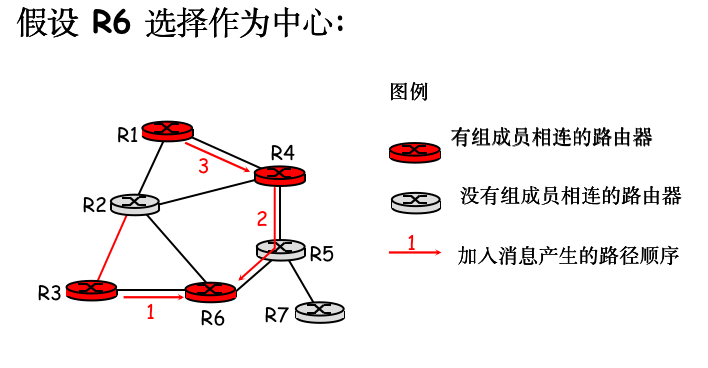 假设 R6 选择作为中心:
图例
R1
有组成员相连的路由器
3
R4
R2
没有组成员相连的路由器
2
R5
1
加入消息产生的路径顺序
R3
1
R6
R7